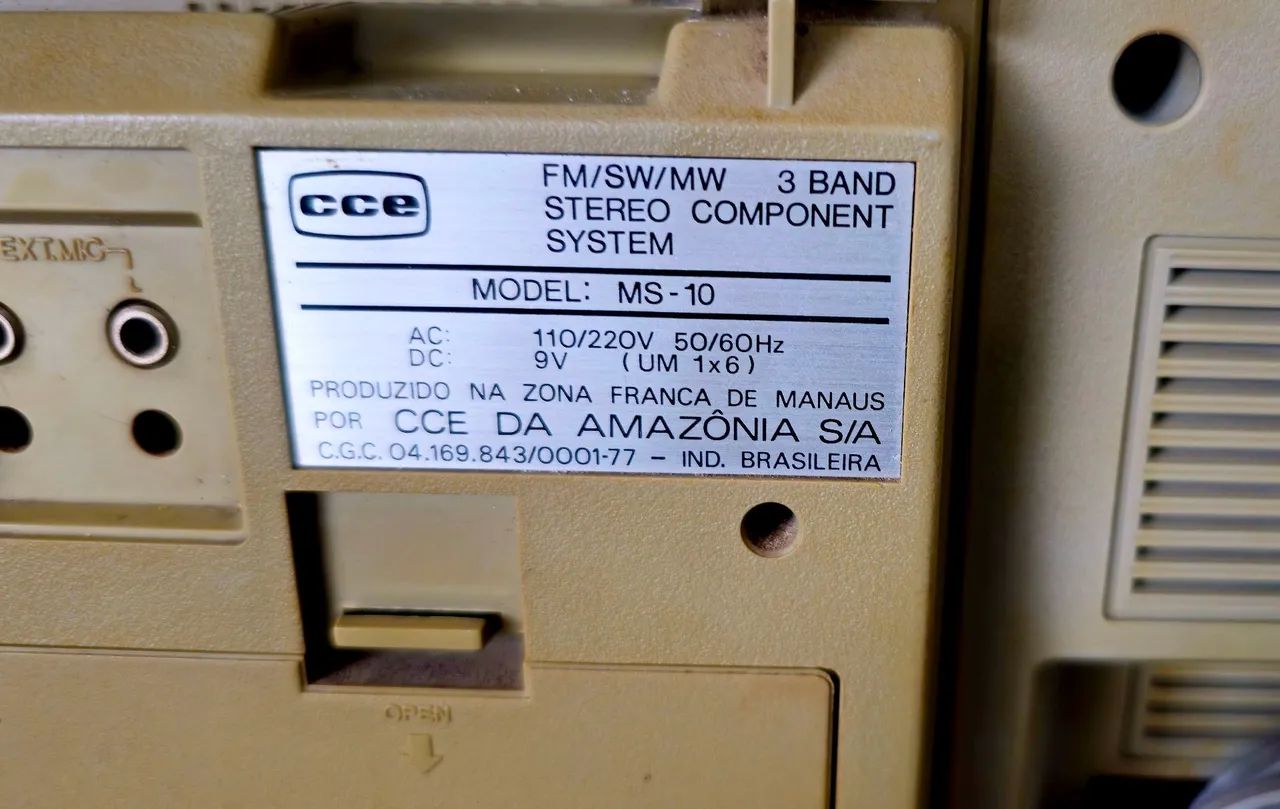 cce
FM/SW/MW 3 BAND
STEREO COMPONENT
SYSTEM
MODEL: MS-10
AC: 110/220V 50/60Hz
DC: 9V (UM 1x6)
PRODUZIDO NA ZONA FRANCA DE MANAUS
POR CCE DA AMAZÔNIA S/A
C.G.C. 04.169.843/0001-77 – IND. BRASILEIRA
EXT.MIC
L
OPEN